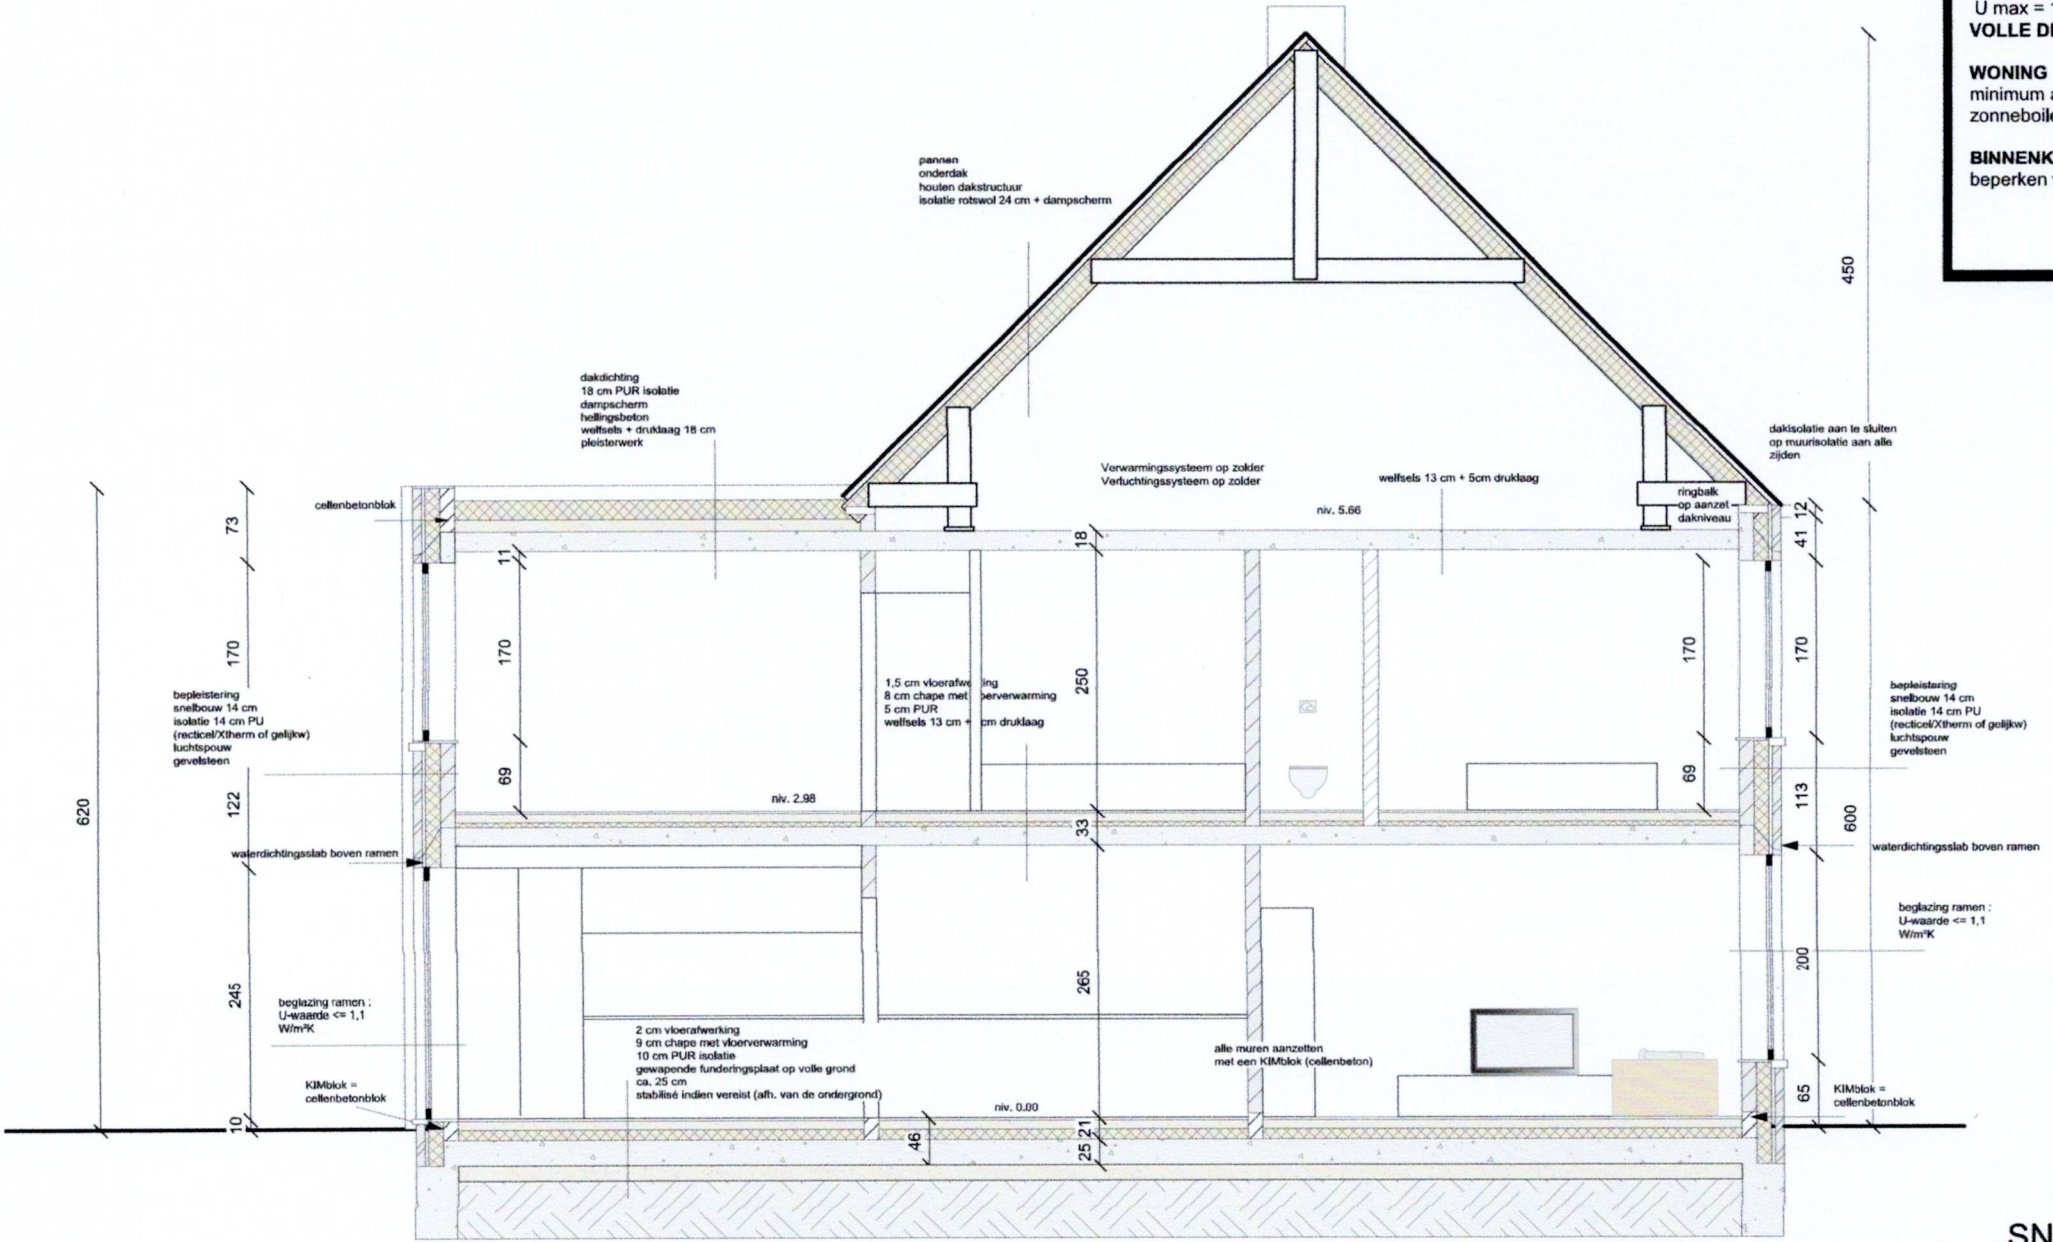 U max = 1
VOLLE
WONING
minimum
BINNENK
beperken
pannen
onderdak
houten dakstructuur
isolatie rotswol 24 cm + dampscherm
450
dakdichting
18 cm PUR isolatie
dampscherm
hellingsbeton
welfsels + druklaag 18 cm
pleisterwerk
dakisolatie aan te sluiten
op muurisolatie aan alle
zijden
Verwarmingssysteem op zolder
Verluchtingssysteem op zolder
welfsels 13 cm + 5cm druklaag
ringbalk
op aanzet
dakniveau
niv. 5.66
cellenbetonblok
73
11
18
12
41
170
170
250
170
170
1,5 cm vloerafwe ing
8 cm chape met oerverwarming
5 cm PUR
welfsels 13 cm + cm druklaag
bepleistering
snelbouw 14 cm
isolatie 14 cm PU
(recticel/Xtherm of gelijkw)
luchtspouw
gevelsteen
bepleistering
snelbouw 14 cm
isolatie 14 cm PU
(recticel/Xtherm of gelijkw)
luchtspouw
gevelsteen
620
122
69
niv. 2.98
33
69
113
600
waterdichtingsslab boven ramen
waterdichtingsslab boven ramen
beglazing ramen :
U-waarde <= 1,1
W/m²K
245
265
200
beglazing ramen :
U-waarde <= 1,1
W/m²K
2 cm vloerafwerking
9 cm chape met vloerverwarming
10 cm PUR isolatie
gewapende funderingsplaat op volle grond
ca. 25 cm
stabilisé indien vereist (afh. van de ondergrond)
alle muren aanzetten
met een KIMblok (cellenbeton)
KIMblok =
cellenbetonblok
KIMblok =
cellenbetonblok
niv. 0.00
10
46
21
25
65
SN